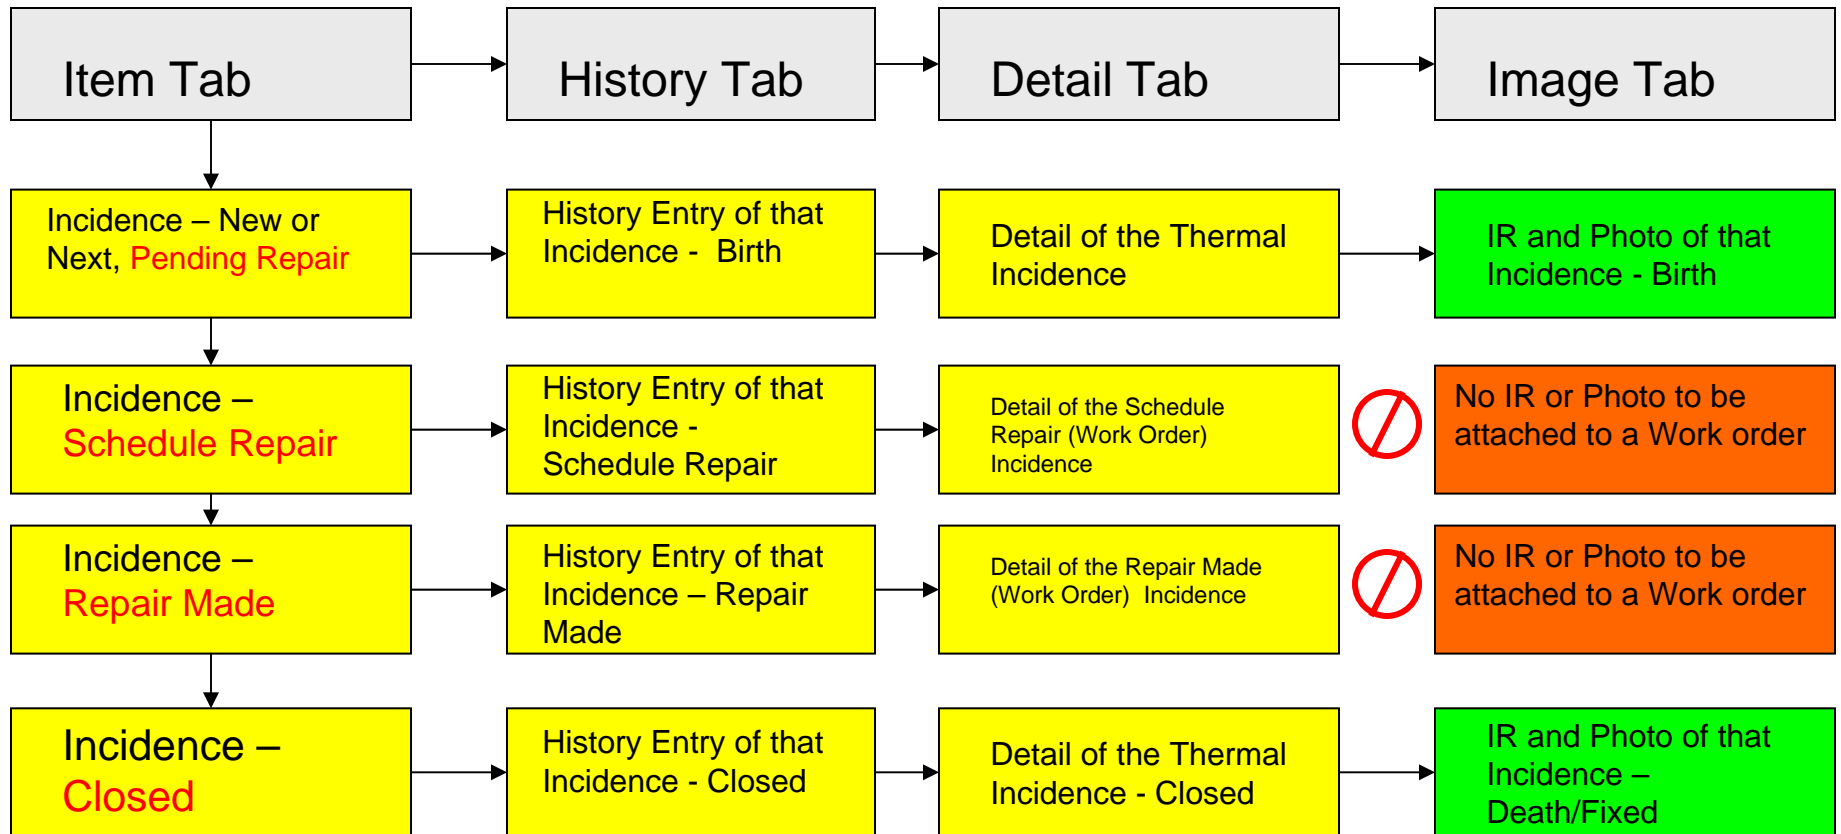 Item Tab
History Tab
Detail Tab
Image Tab
Incidence – New or
Next, Pending Repair
History Entry of that
Incidence -  Birth
Detail of the Thermal
Incidence
IR and Photo of that
Incidence - Birth
Incidence –
Schedule Repair
History Entry of that
Incidence -
Schedule Repair
Detail of the Schedule
Repair (Work Order)
Incidence
No IR or Photo to be
attached to a Work order
Incidence –
Repair Made
History Entry of that
Incidence – Repair
Made
Detail of the Repair Made
(Work Order)  Incidence
No IR or Photo to be
attached to a Work order
Incidence –
Closed
History Entry of that
Incidence - Closed
Detail of the Thermal
Incidence - Closed
IR and Photo of that
Incidence –
Death/Fixed